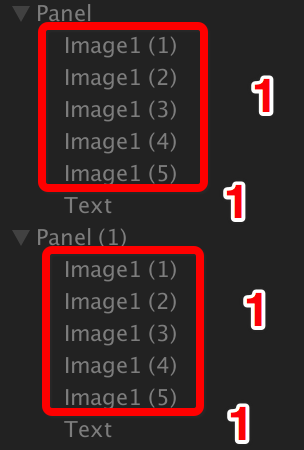 Panel
Image1 (1)
Image1 (2)
Image1 (3)
1
Image1 (4)
Image1 (5)
Text
1
Panel (1)
Image1 (1)
Image1 (2)
1
Image1 (3)
Image1 (4)
Image1 (5)
Text
1